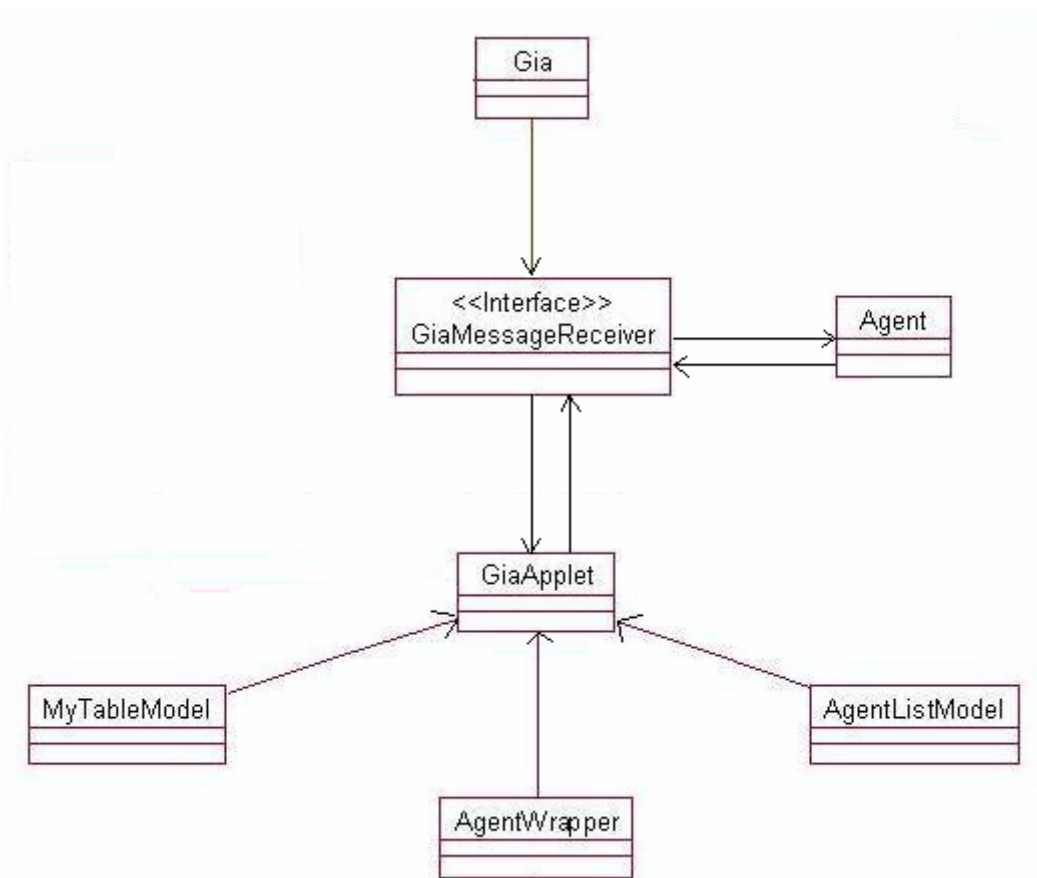 Gia
<<Interface>>
GiaMessageReceiver
Agent
GiaApplet
MyTableModel
AgentListModel
AgentWrapper